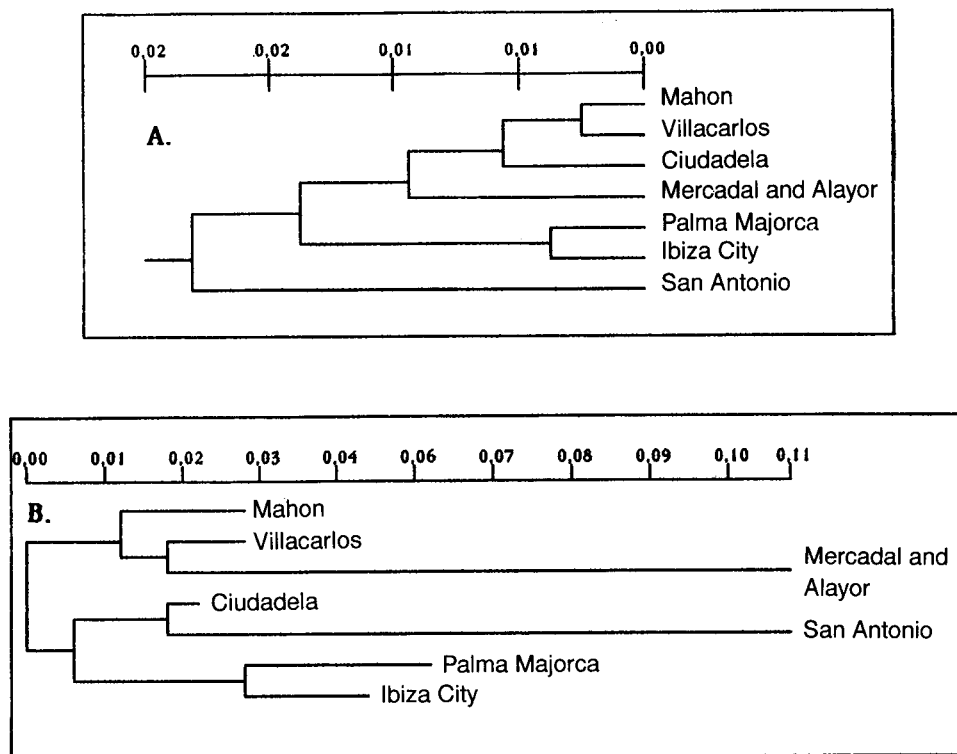 0,02 0,02 0,01 0,01 0,00
A.
Mahon
Villacarlos
Ciudadela
Mercadal and Alayor
Palma Majorca
Ibiza City
San Antonio
0,00 0,01 0,02 0,03 0,04 0,06 0,07 0,08 0,09 0,10 0,11
B.
Mahon
Villacarlos
Mercadal and
Alayor
Ciudadela
San Antonio
Palma Majorca
Ibiza City